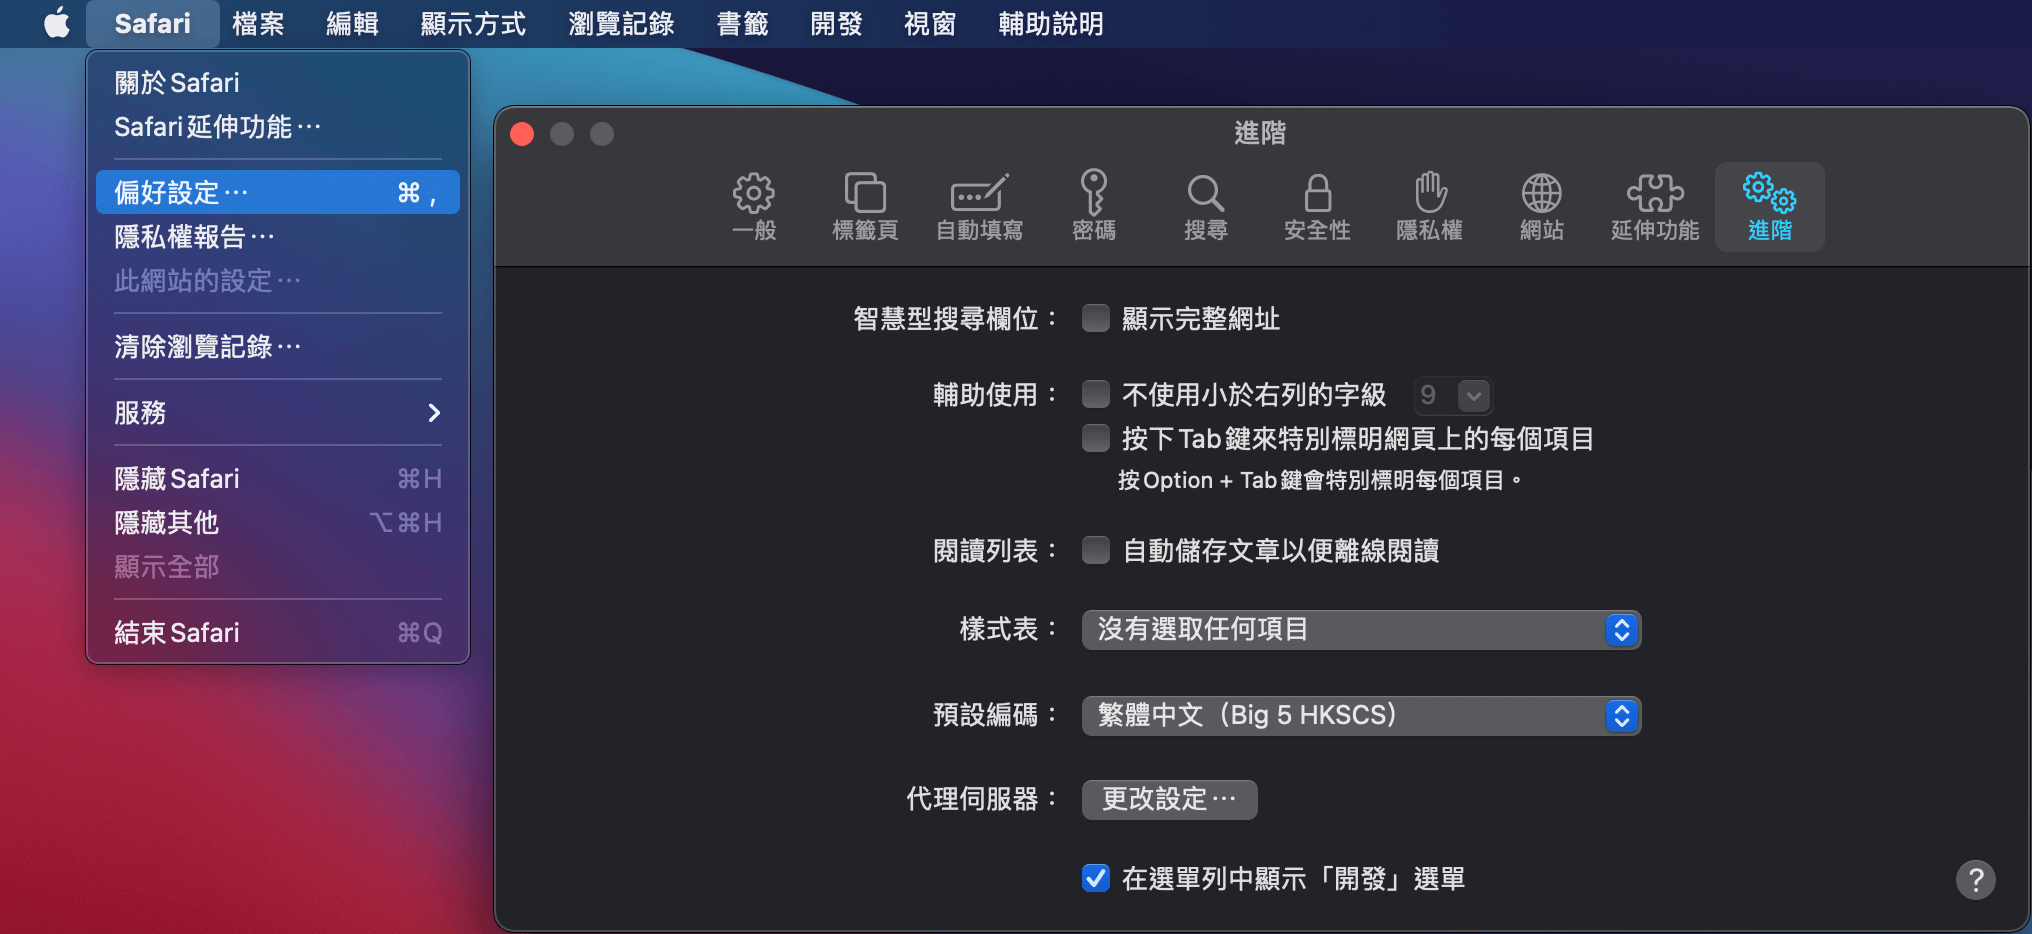 Safari 檔案 編輯 顯示方式 瀏覽記錄 書籤 開發 視窗 輔助說明
關於 Safari
Safari 延伸功能⋯
偏好設定⋯ ⌘ ,
隱私權報告⋯
此網站的設定⋯
清除瀏覽記錄⋯
服務
隱藏 Safari ⌘H
隱藏其他 ⌥⌘H
顯示全部
結束 Safari ⌘Q
進階
一般 標籤頁 自動填寫 密碼 搜尋 安全性 隱私權 網站 延伸功能 進階
智慧型搜尋欄位： 顯示完整網址
輔助使用： 不使用小於右列的字級 9
按下 Tab 鍵來特別標明網頁上的每個項目
按 Option + Tab 鍵會特別標明每個項目。
閱讀列表： 自動儲存文章以便離線閱讀
樣式表： 沒有選取任何項目
預設編碼： 繁體中文（Big 5 HKSCS）
代理伺服器： 更改設定⋯
在選單列中顯示「開發」選單
?